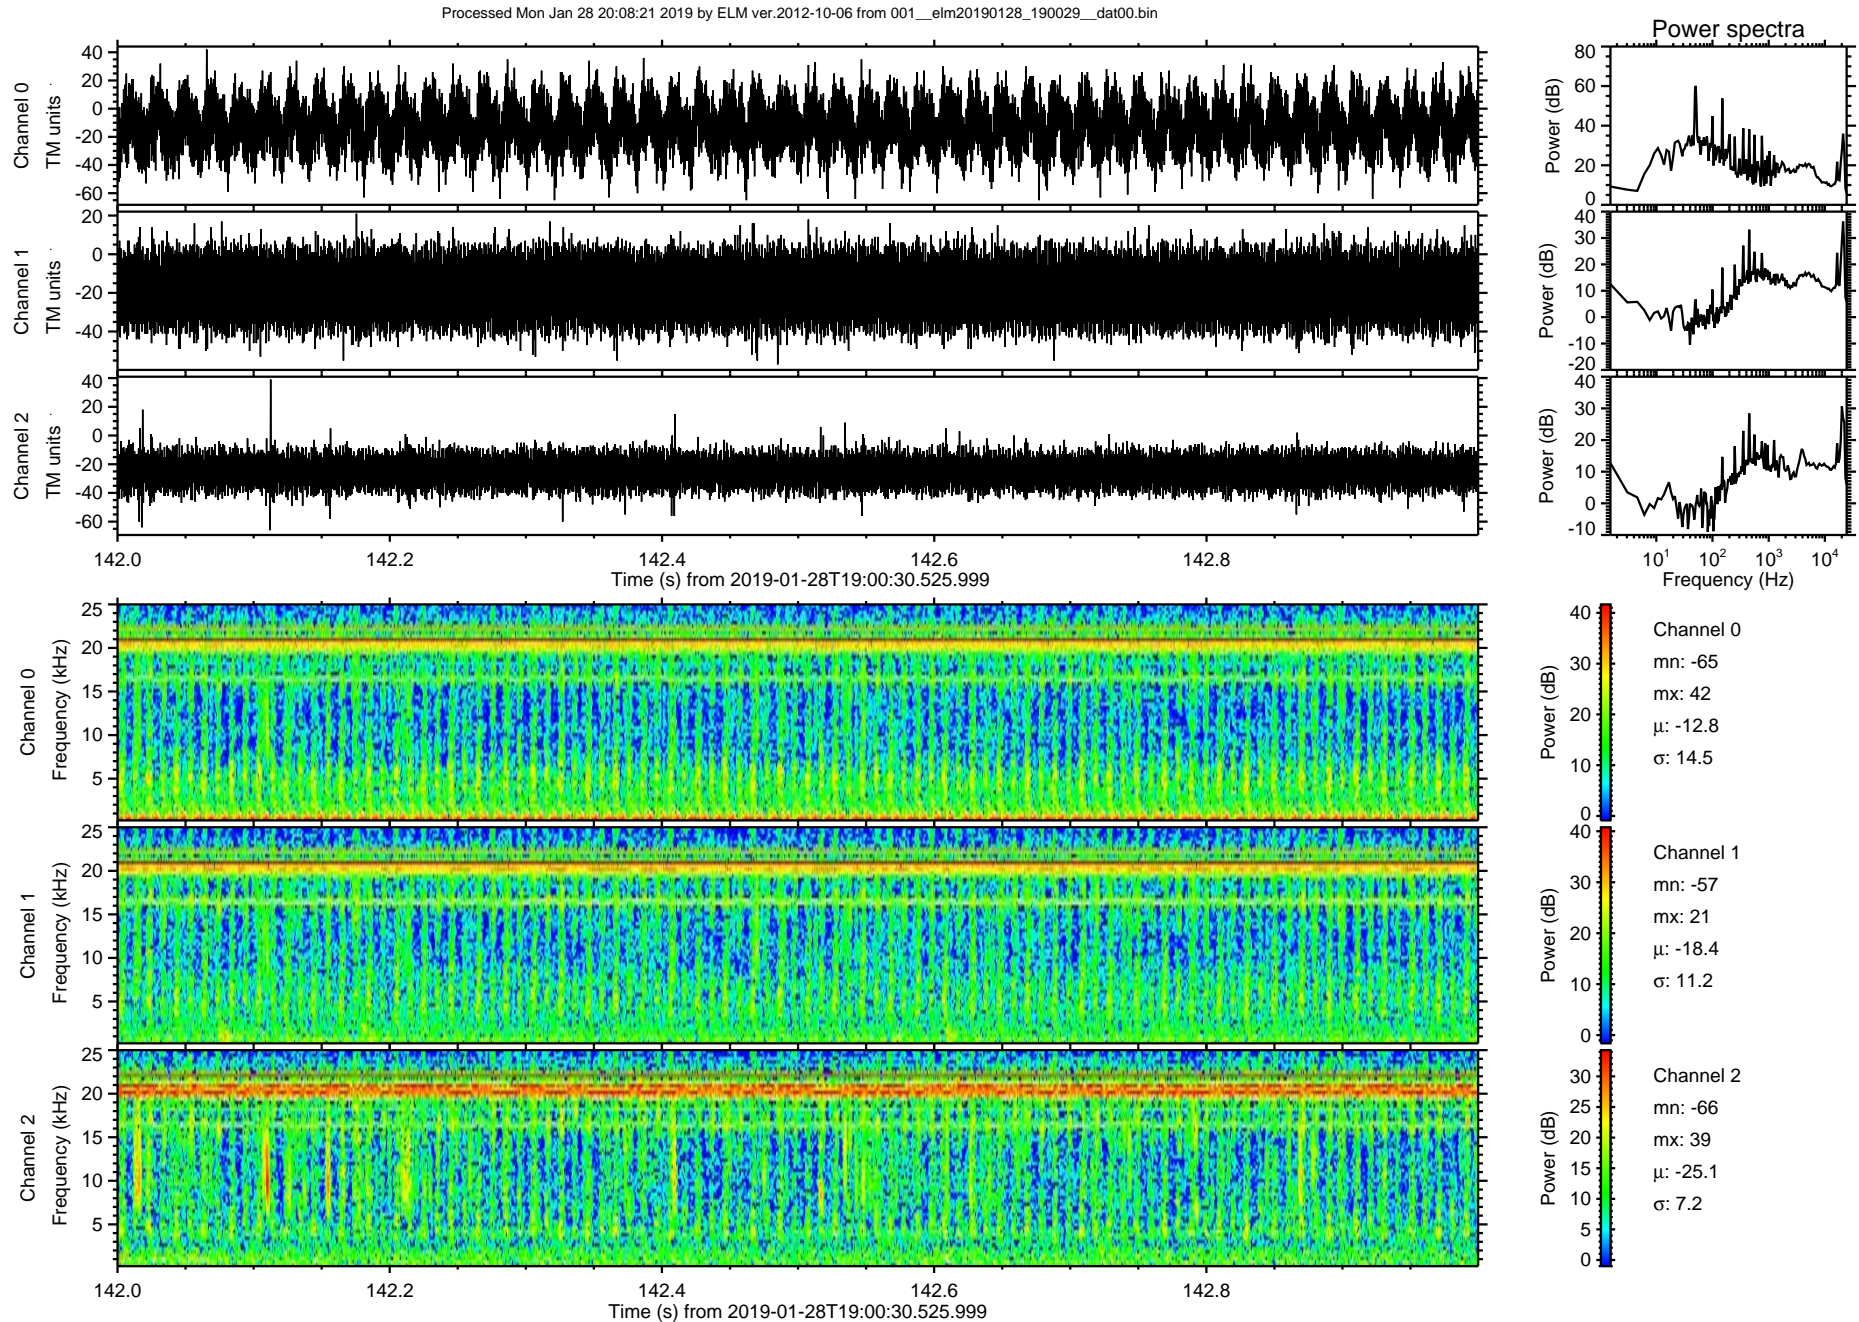 Processed Mon Jan 28 20:08:21 2019 by ELM ver.2012-10-06 from 001__elm20190128_190029__dat00.bin
Power spectra
Channel 0
TM units
40
20
0
-20
-40
-60
Power (dB)
80
60
40
20
0
Channel 1
TM units
20
0
-20
-40
Power (dB)
40
30
20
10
0
-10
-20
Channel 2
TM units
40
20
0
-20
-40
-60
Power (dB)
40
30
20
10
0
-10
142.0 142.2 142.4 142.6 142.8
Time (s) from 2019-01-28T19:00:30.525.999
10¹ 10² 10³ 10⁴
Frequency (Hz)
Channel 0
Frequency (kHz)
25
20
15
10
5
Power (dB)
40
30
20
10
0
Channel 0
mn: -65
mx: 42
μ: -12.8
σ: 14.5
Channel 1
Frequency (kHz)
25
20
15
10
5
Power (dB)
40
30
20
10
0
Channel 1
mn: -57
mx: 21
μ: -18.4
σ: 11.2
Channel 2
Frequency (kHz)
25
20
15
10
5
Power (dB)
30
25
20
15
10
5
0
Channel 2
mn: -66
mx: 39
μ: -25.1
σ: 7.2
142.0 142.2 142.4 142.6 142.8
Time (s) from 2019-01-28T19:00:30.525.999